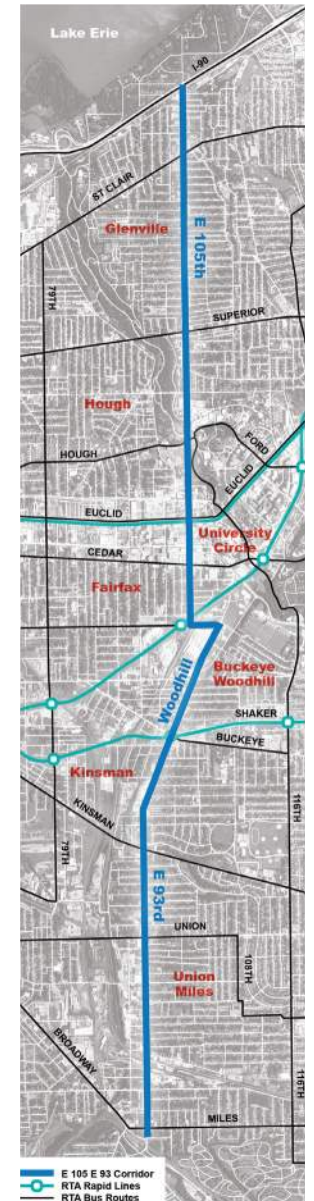 Lake Erie
I-90
ST CLAIR
Glenville
E 105th
79TH
SUPERIOR
Hough
HOUGH
FORD
EUCLID
EUCLID
University
Circle
CEDAR
Fairfax
Buckeye
Woodhill
Woodhill
SHAKER
BUCKEYE
Kinsman
KINSMAN
116TH
79TH
E 93rd
UNION
Union
Miles
108TH
BROADWAY
116TH
MILES
E 105 E 93 Corridor
RTA Rapid Lines
RTA Bus Routes